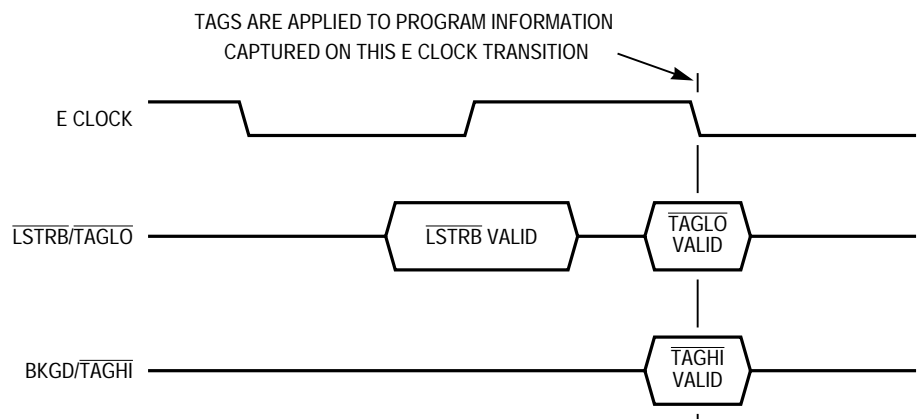 TAGS ARE APPLIED TO PROGRAM INFORMATION
CAPTURED ON THIS E CLOCK TRANSITION
E CLOCK
LSTRB/TAGLO
LSTRB VALID
TAGLO
VALID
BKGD/TAGHI
TAGHI
VALID